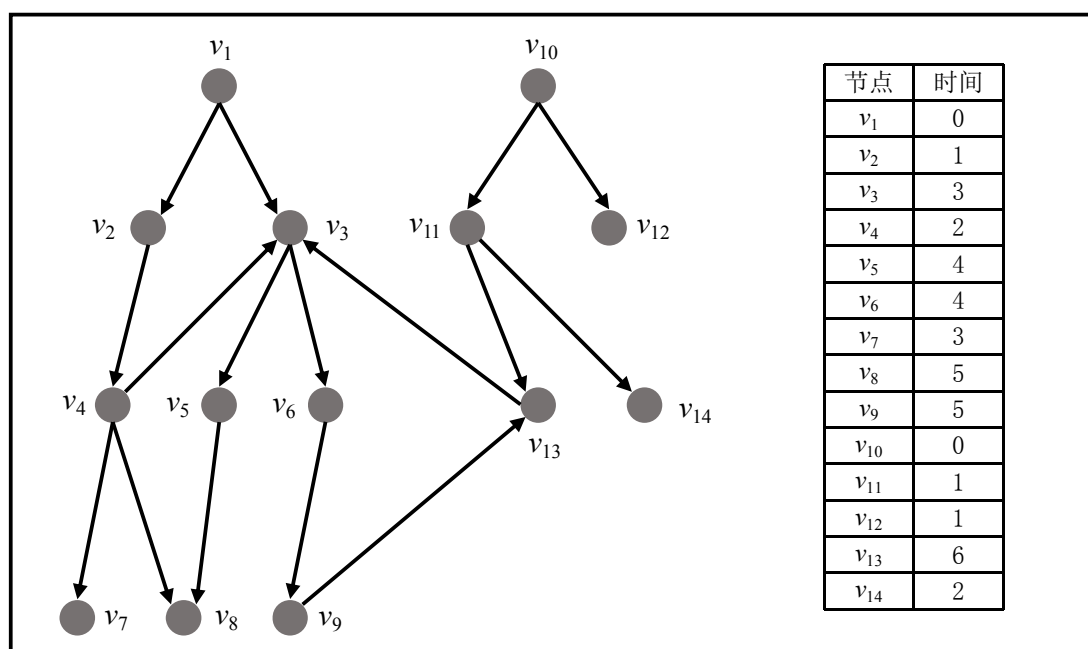 v1
v10
v2
v3
v11
v12
v4
v5
v6
v13
v14
v7
v8
v9
节点 时间
v1 0
v2 1
v3 3
v4 2
v5 4
v6 4
v7 3
v8 5
v9 5
v10 0
v11 1
v12 1
v13 6
v14 2